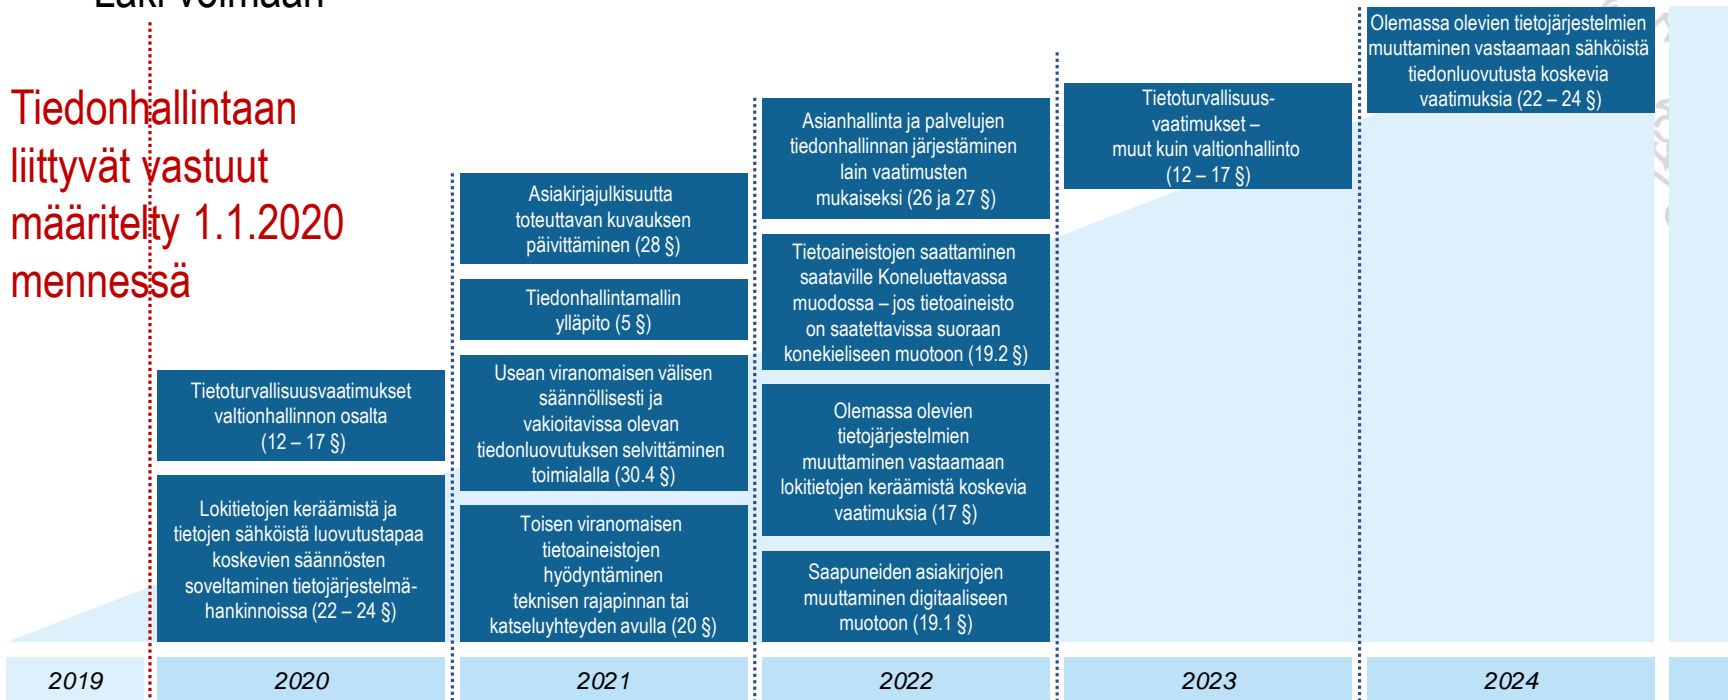 Laki voimaan
Tiedonhallintaan
liittyvät vastuut
määritelty 1.1.2020
mennessä
Tietoturvallisuusvaatimukset
valtionhallinnon osalta
(12 – 17 §)
Lokitietojen keräämistä ja
tietojen sähköistä luovutustapaa
koskevien säännösten
soveltaminen tietojärjestelmä-
hankinnoissa (22 – 24 §)
Asiakirjajulkisuutta
toteuttavan kuvauksen
päivittäminen (28 §)
Tiedonhallintamallin
ylläpito (5 §)
Usean viranomaisen välisen
säännöllisesti ja
vakioitavissa olevan
tiedonluovutuksen selvittäminen
toimialalla (30.4 §)
Toisen viranomaisen
tietoaineistojen
hyödyntäminen
teknisen rajapinnan tai
katseluyhteyden avulla (20 §)
Asianhallinta ja palvelujen
tiedonhallinnan järjestäminen
lain vaatimusten
mukaiseksi (26 ja 27 §)
Tietoaineistojen saattaminen
saataville Koneluettavassa
muodossa – jos tietoaineisto
on saatettavissa suoraan
konekieliseen muotoon (19.2 §)
Olemassa olevien
tietojärjestelmien
muuttaminen vastaamaan
lokitietojen keräämistä koskevia
vaatimuksia (17 §)
Saapuneiden asiakirjojen
muuttaminen digitaaliseen
muotoon (19.1 §)
Tietoturvallisuus-
vaatimukset –
muut kuin valtionhallinto
(12 – 17 §)
Olemassa olevien tietojärjestelmien
muuttaminen vastaamaan sähköistä
tiedonluovutusta koskevia
vaatimuksia (22 – 24 §)
2019
2020
2021
2022
2023
2024